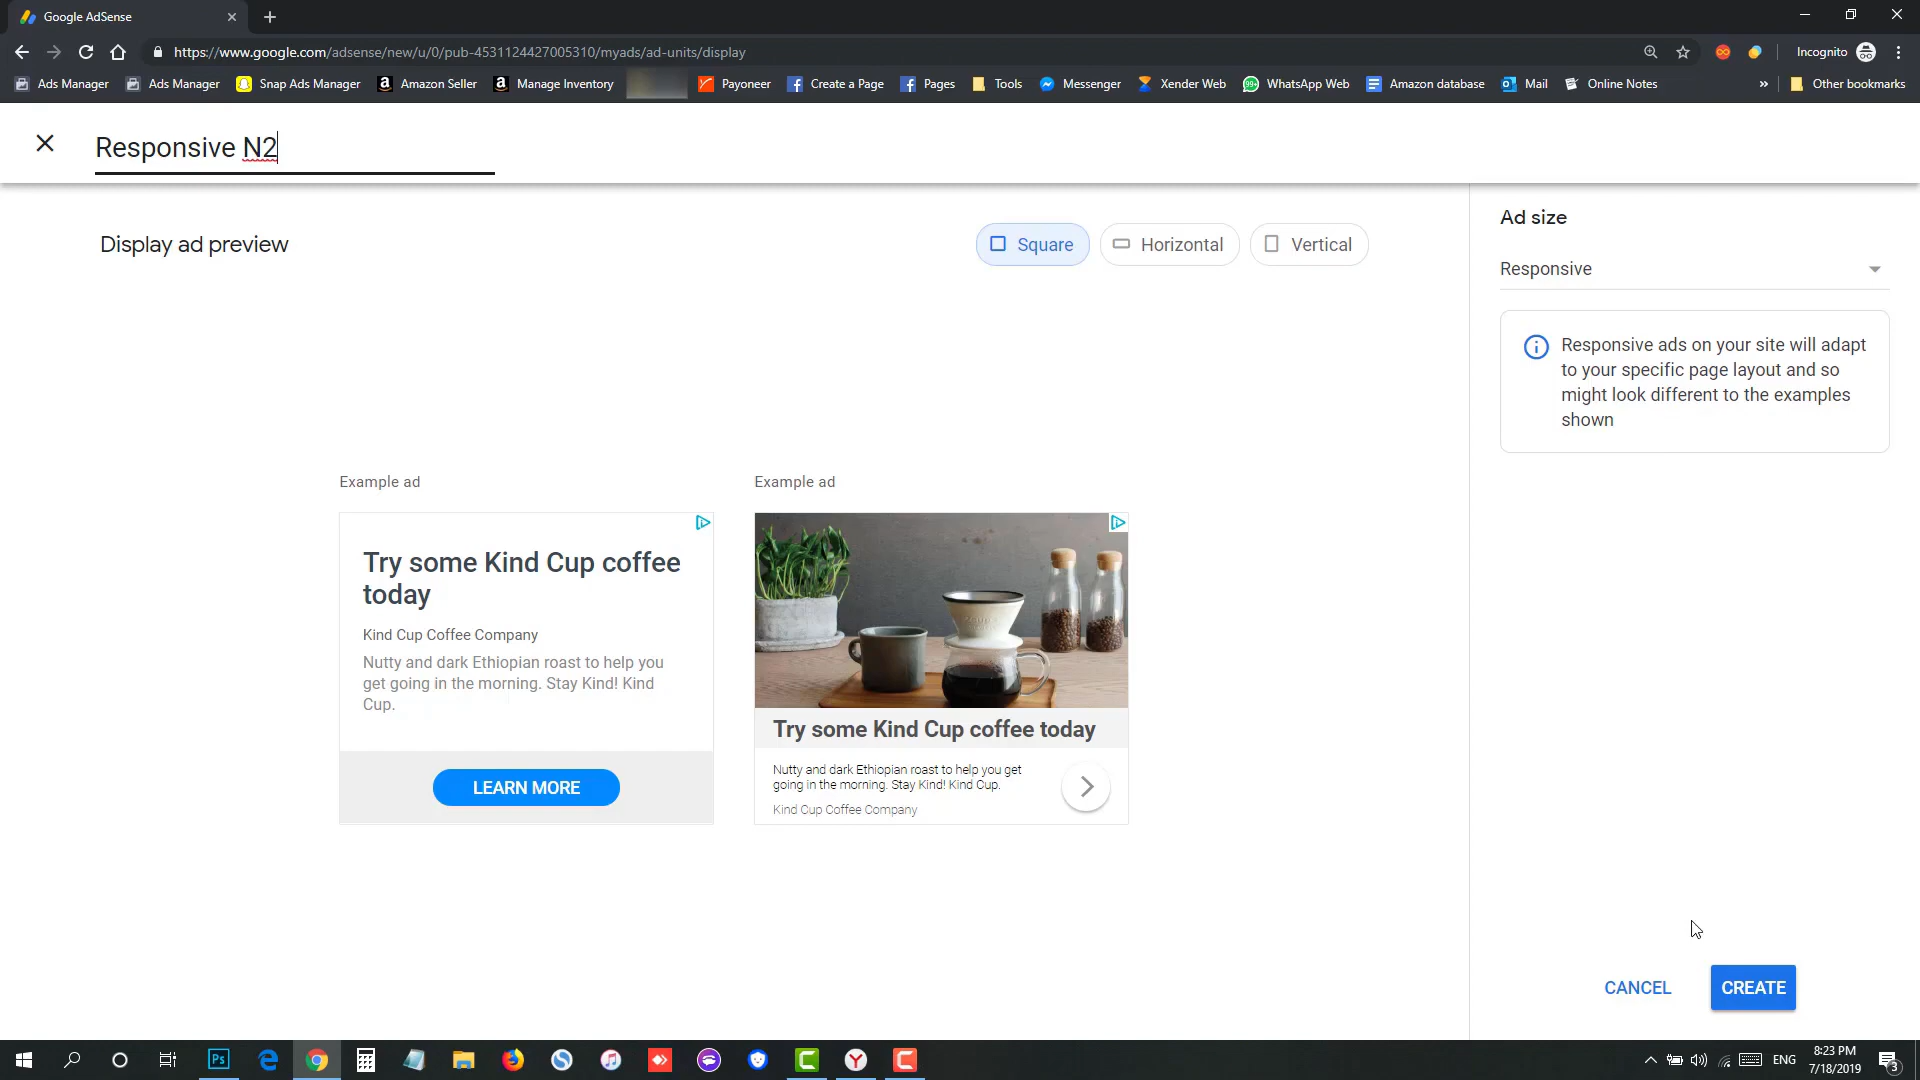 Google AdSense
https://www.google.com/adsense/new/u/0/pub-4531124427005310/myads/ad-units/display
Incognito
Ads Manager
Ads Manager
Snap Ads Manager
Amazon Seller
Manage Inventory
Payoneer
Create a Page
Pages
Tools
Messenger
Xender Web
99+
WhatsApp Web
Amazon database
Mail
Online Notes
»
Other bookmarks
Responsive N2
Display ad preview
Square
Horizontal
Vertical
Ad size
Responsive
Responsive ads on your site will adapt
to your specific page layout and so
might look different to the examples
shown
Example ad
Try some Kind Cup coffee
today
Kind Cup Coffee Company
Nutty and dark Ethiopian roast to help you
get going in the morning. Stay Kind! Kind
Cup.
LEARN MORE
Example ad
Try some Kind Cup coffee today
Nutty and dark Ethiopian roast to help you get
going in the morning. Stay Kind! Kind Cup.
Kind Cup Coffee Company
CANCEL
CREATE
Ps
ENG
8:23 PM
7/18/2019
3